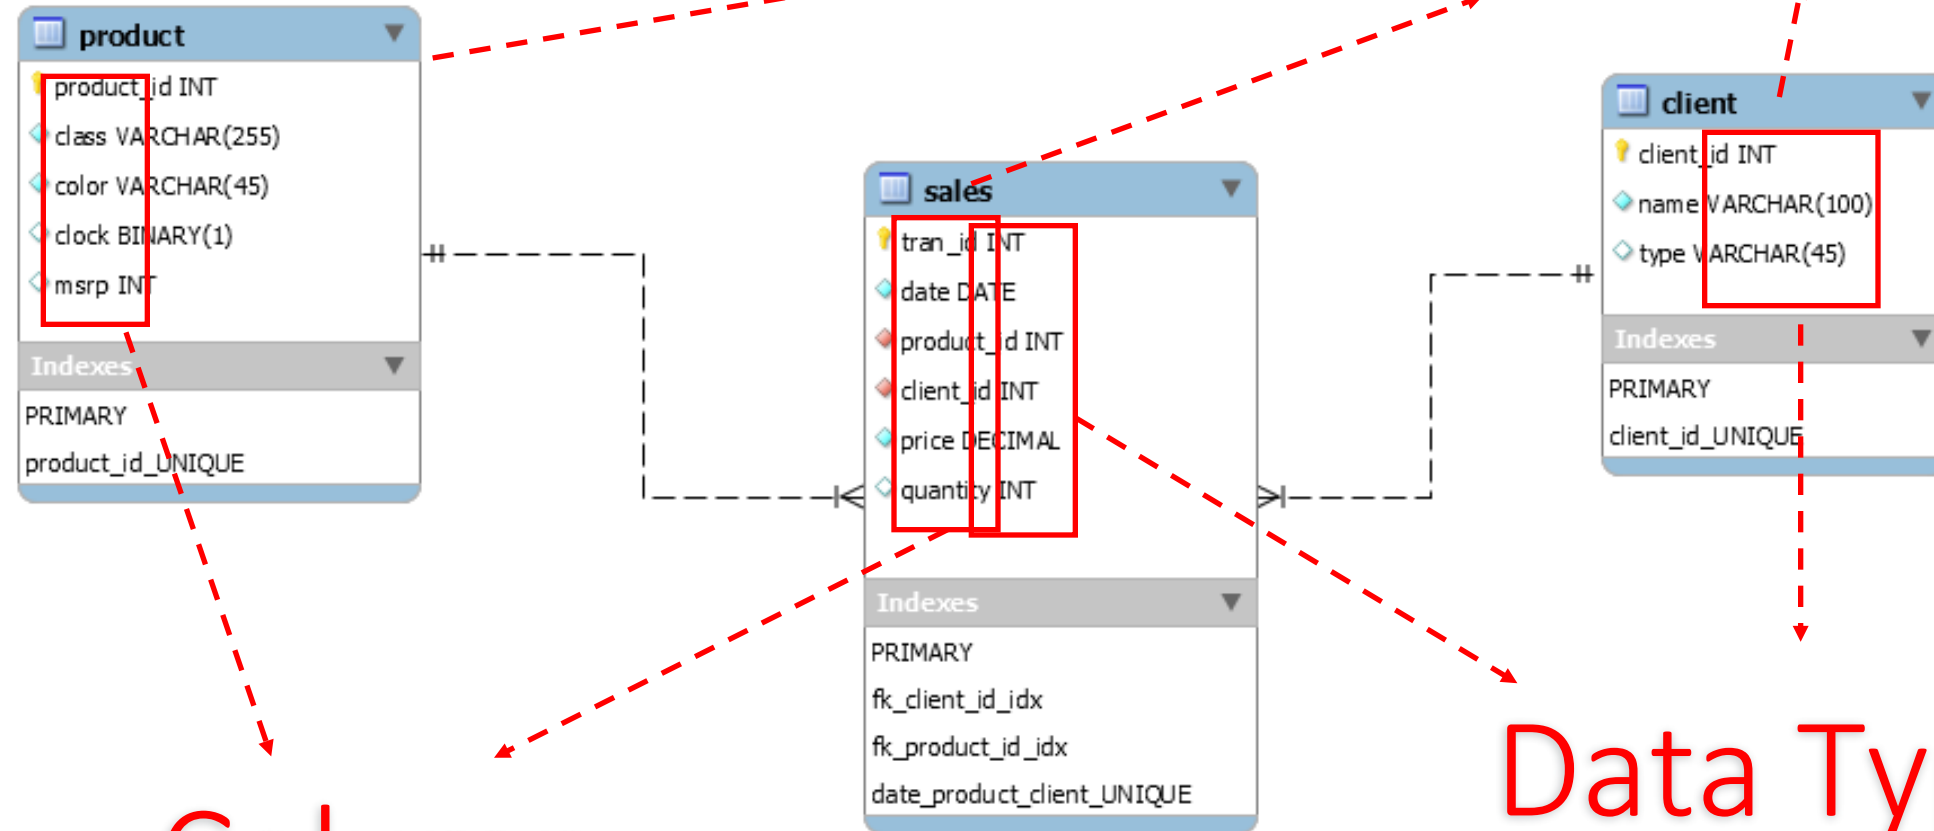 product
product_id INT
class VARCHAR(255)
color VARCHAR(45)
clock BINARY(1)
msrp INT
Indexes
PRIMARY
product_id_UNIQUE
sales
tran_id INT
date DATE
product_id INT
client_id INT
price DECIMAL
quantity INT
Indexes
PRIMARY
fk_client_id_idx
fk_product_id_idx
date_product_client_UNIQUE
client
client_id INT
name VARCHAR(100)
type VARCHAR(45)
Indexes
PRIMARY
client_id_UNIQUE
Data Ty